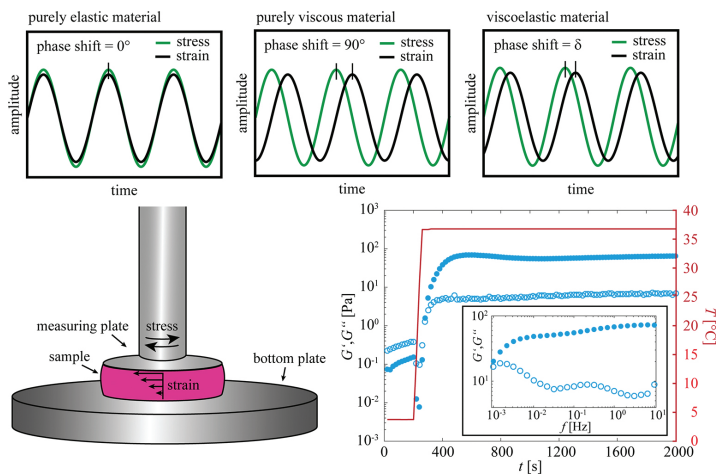 purely elastic material
phase shift = 0°
stress
strain
amplitude
time
purely viscous material
phase shift = 90°
stress
strain
amplitude
time
viscoelastic material
phase shift = δ
stress
strain
amplitude
time
measuring plate
stress
sample
strain
bottom plate
10³
10²
10¹
10⁰
10⁻¹
10⁻²
10⁻³
G‘, G‘‘ [Pa]
0
400
800
1200
1600
2000
t [s]
40
35
30
25
20
15
10
5
0
T [°C]
10²
10¹
G‘, G‘‘
10⁻³
10⁻²
10⁻¹
10⁰
10¹
f [Hz]